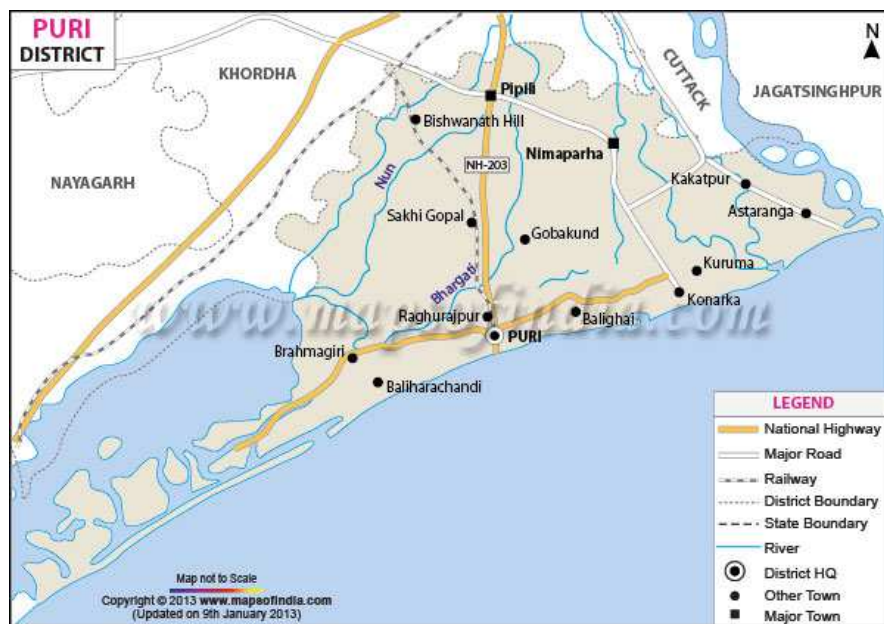 PURI
DISTRICT
N
KHORDHA
CUTTACK
JAGATSINGHPUR
Pipili
Bishwanath Hill
Nimaparha
NH-203
Nun
NAYAGARH
Kakatpur
Astaranga
Sakhi Gopal
Gobakund
Kuruma
Bhargati
Konarka
www.mapsofindia.com
Raghurajpur
Balighai
PURI
Brahmagiri
Baliharachandi
LEGEND
National Highway
Major Road
Railway
District Boundary
State Boundary
River
District HQ
Other Town
Major Town
Map not to Scale
Copyright © 2013 www.mapsofindia.com
(Updated on 9th January 2013)